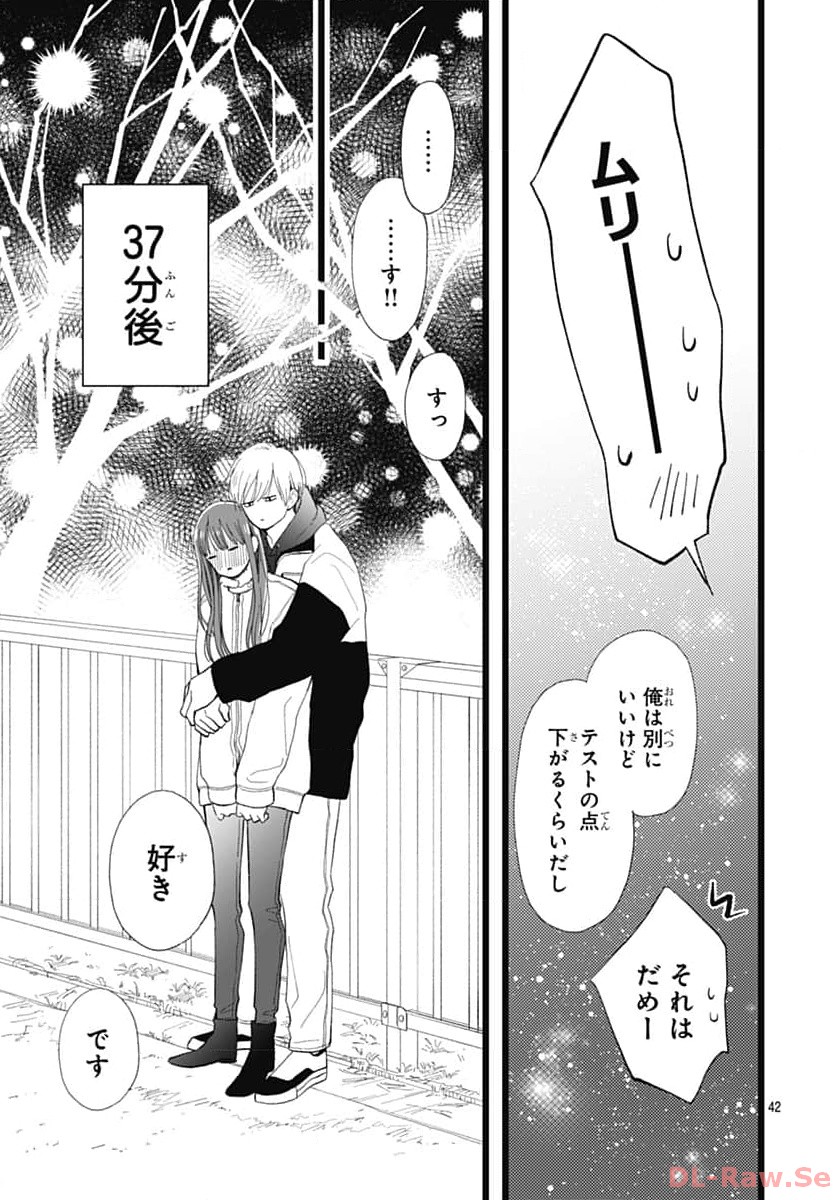 ムリー
俺は別に
いいけど
テストの点
下がるくらいだし
それは
だめー
………
………す!!
すっ
37分後
好き
です
42
DL-Raw.Se